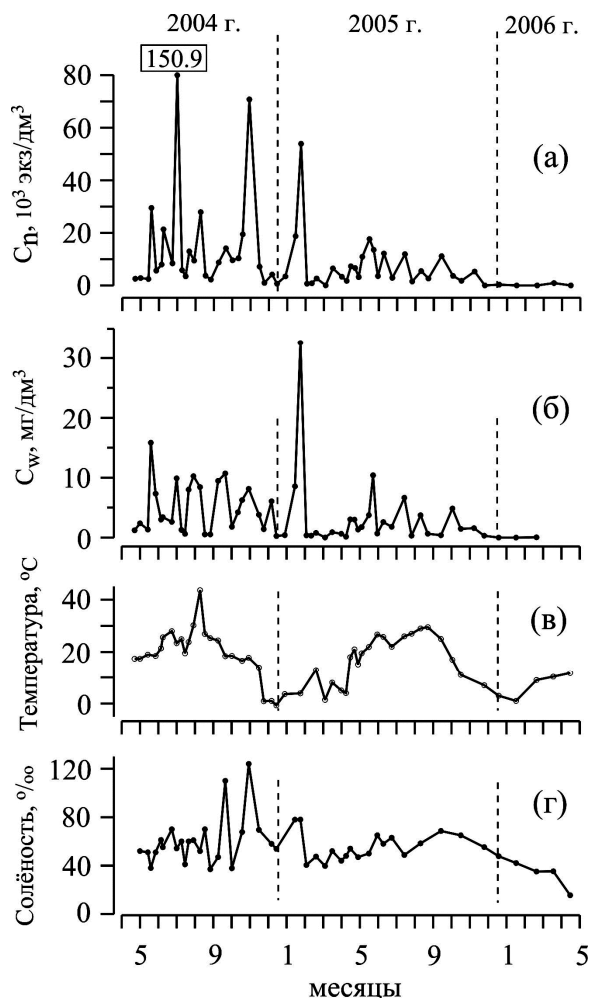 2004 г. 2005 г. 2006 г.
150.9
80
60
40
20
0
Cn, 10³ экз/дм³
(а)
30
20
10
0
Cw, мг/дм³
(б)
40
20
0
Температура, °C
(в)
120
80
40
0
Солёность, ‰
(г)
5 9 1 5 9 1 5
месяцы